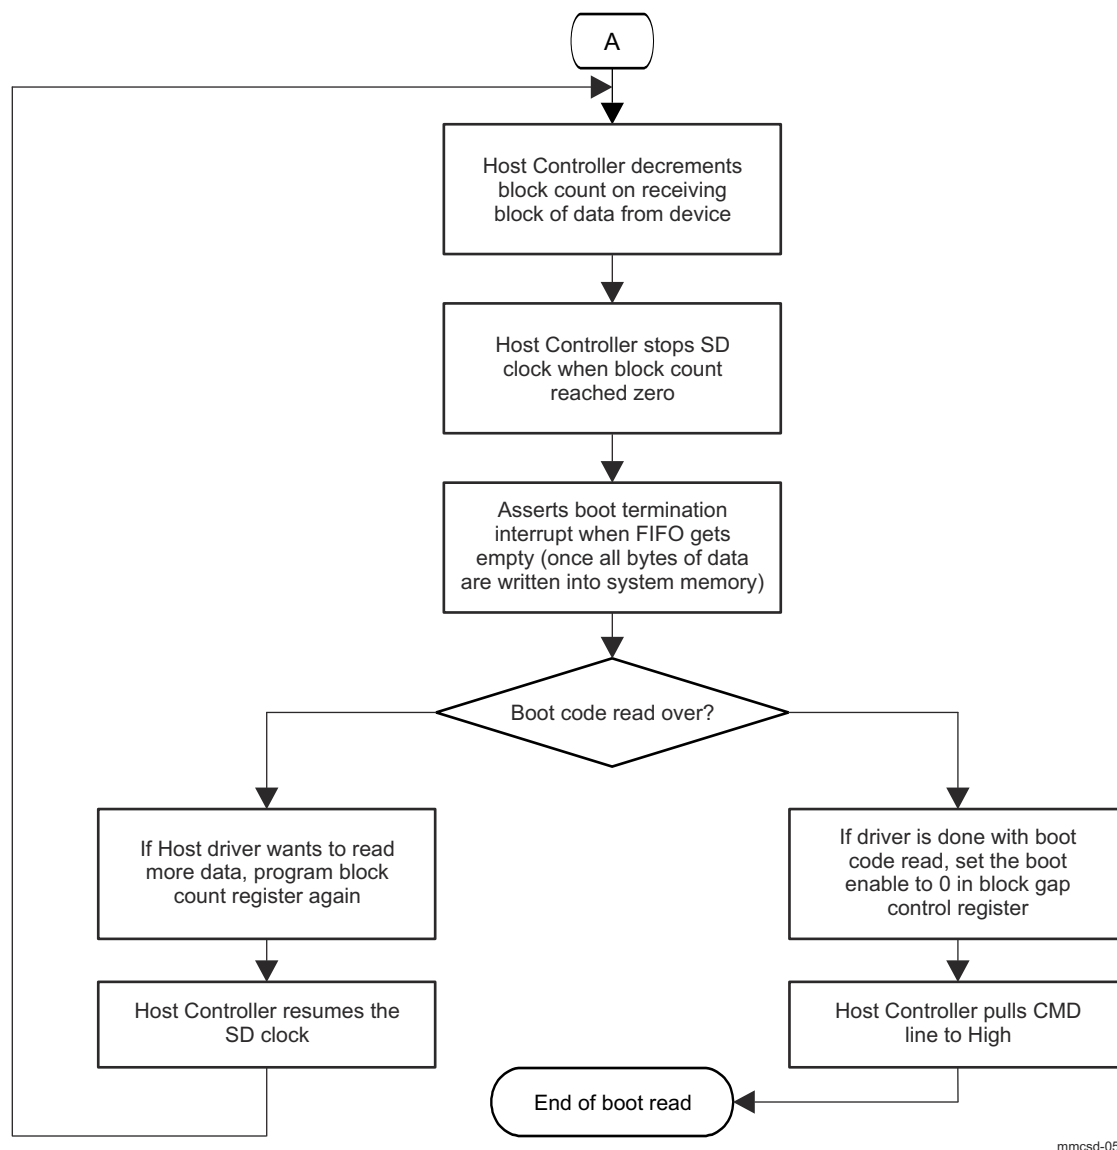 A
Host Controller decrements
block count on receiving
block of data from device
Host Controller stops SD
clock when block count
reached zero
Asserts boot termination
interrupt when FIFO gets
empty (once all bytes of data
are written into system memory)
Boot code read over?
If Host driver wants to read
more data, program block
count register again
Host Controller resumes the
SD clock
If driver is done with boot
code read, set the boot
enable to 0 in block gap
control register
Host Controller pulls CMD
line to High
End of boot read
mmcsd-05